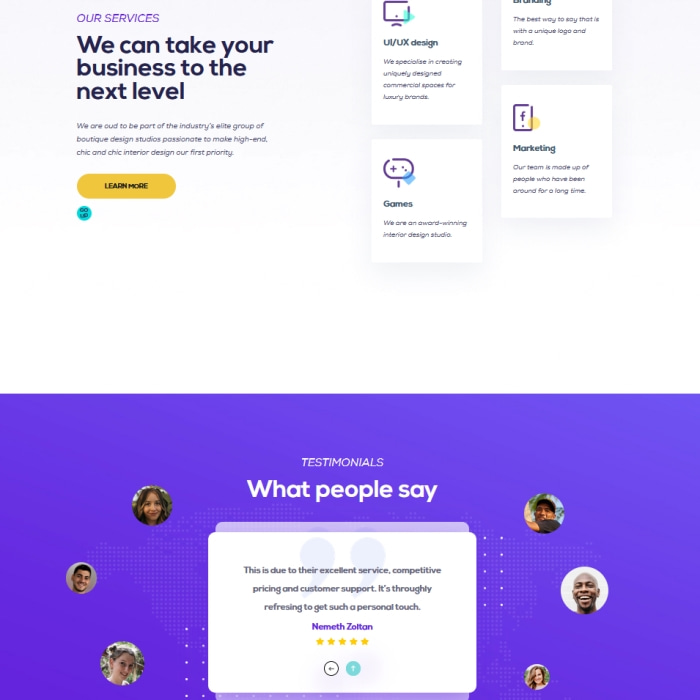 OUR SERVICES
We can take your
business to the
next level
We are oud to be part of the industry's elite group of
boutique design studios passionate to make high-end,
chic and chic interior design our first priority.
LEARN MORE
GO
UP
UI/UX design
We specialise in creating
uniquely designed
commercial spaces for
luxury brands.
Games
We are an award-winning
interior design studio.
Branding
The best way to say that is
with a unique logo and
brand.
Marketing
Our team is made up of
people who have been
around for a long time.
TESTIMONIALS
What people say
This is due to their excellent service, competitive
pricing and customer support. It's throughly
refresing to get such a personal touch.
Nemeth Zoltan